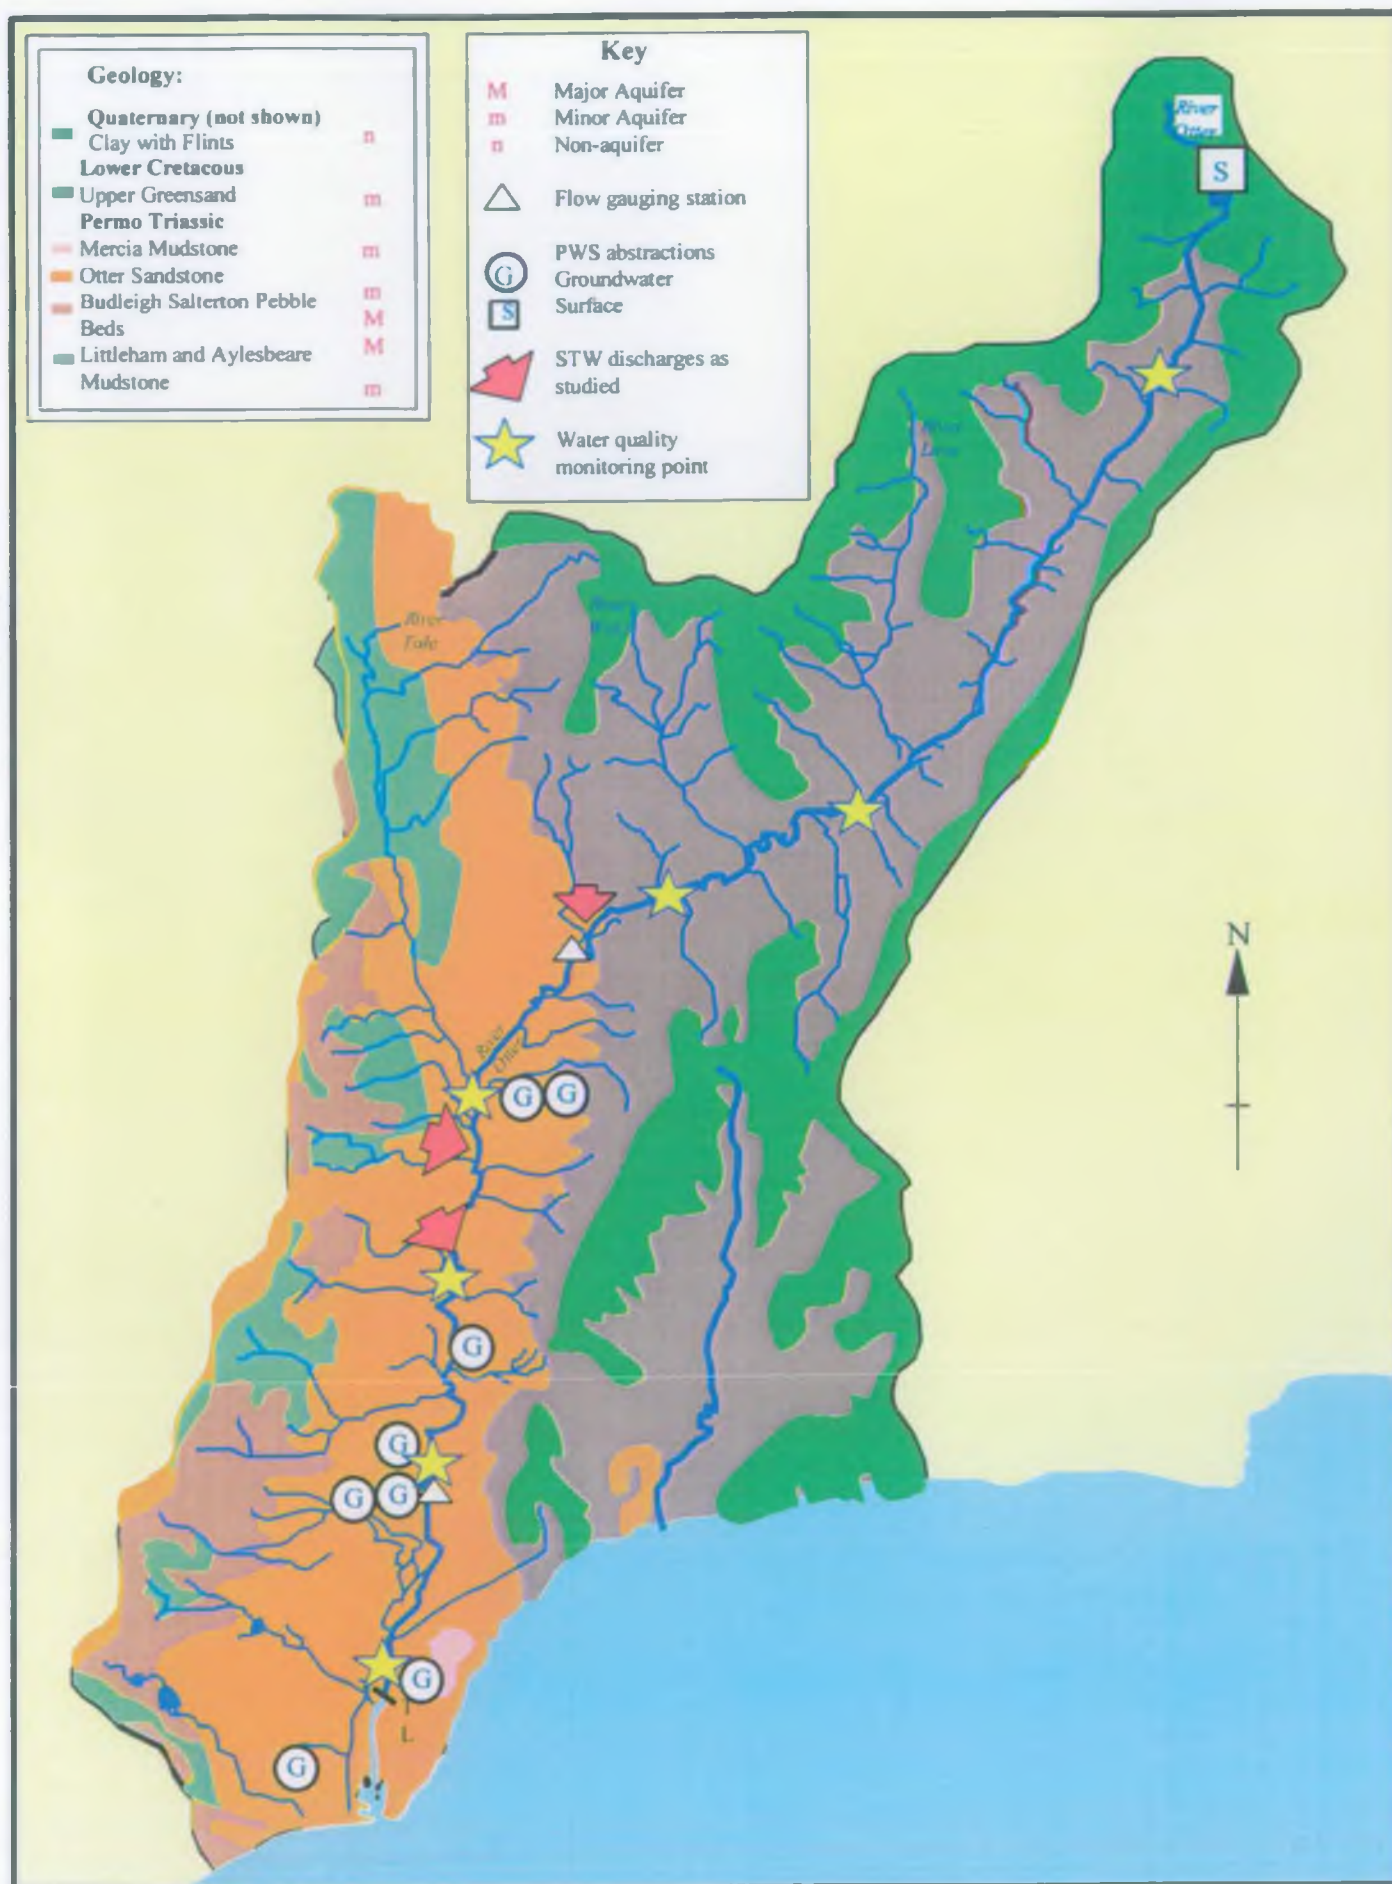 Geology:
Quaternary (not shown)
Clay with Flints n
Lower Cretacous
Upper Greensand m
Permo Triassic
Mercia Mudstone m
Otter Sandstone m
Budleigh Salterton Pebble M
Beds
Littleham and Aylesbeare M
Mudstone m
Key
M Major Aquifer
m Minor Aquifer
n Non-aquifer
Flow gauging station
PWS abstractions
G Groundwater
S Surface
STW discharges as
studied
Water quality
monitoring point
River
Otter
S
River
River
River
Tale
N
River
Otter
G G
G
G
G G
G
L
G